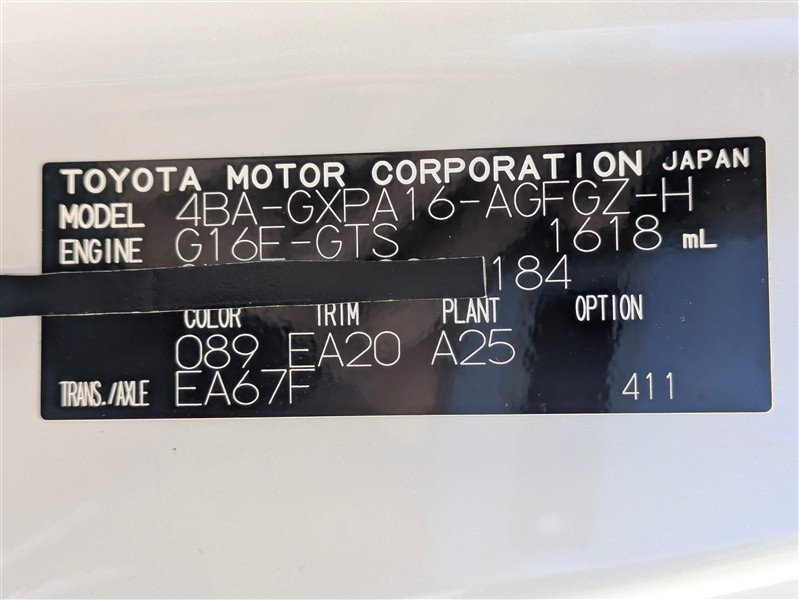 TOYOTA MOTOR CORPORATION JAPAN
MODEL 4BA-GXPA16-AGFGZ-H
ENGINE G16E-GTS 1618 mL
184
COLOR TRIM PLANT OPTION
089 EA20 A25
TRANS./AXLE EA67F 411